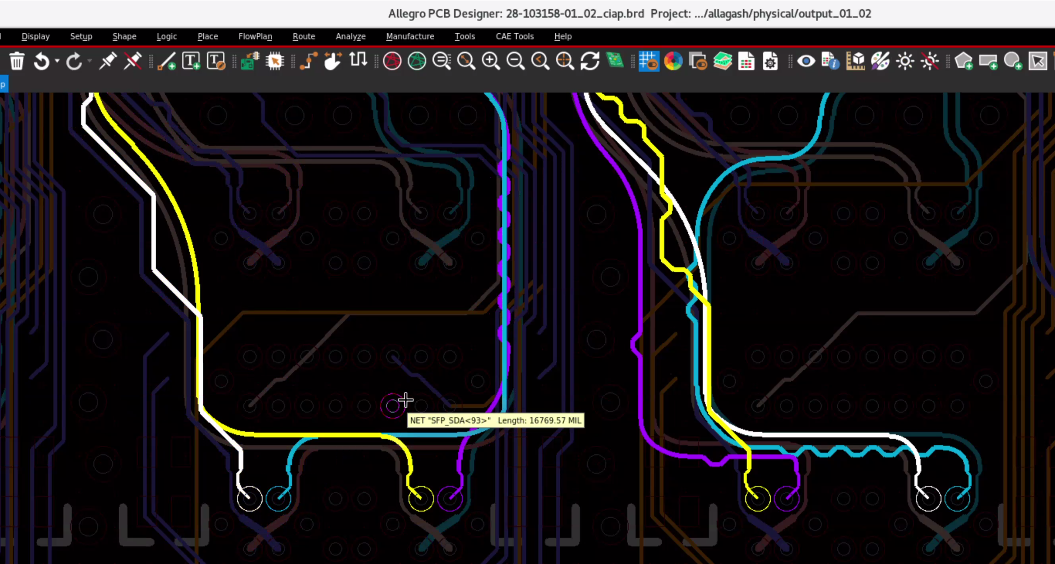 Allegro PCB Designer: 28-103158-01_02_ciap.brd Project: .../allagash/physical/output_01_02
Display Setup Shape Logic Place FlowPlan Route Analyze Manufacture Tools CAE Tools Help
NET "SFP_SDA<93>" Length: 16769.57 MIL